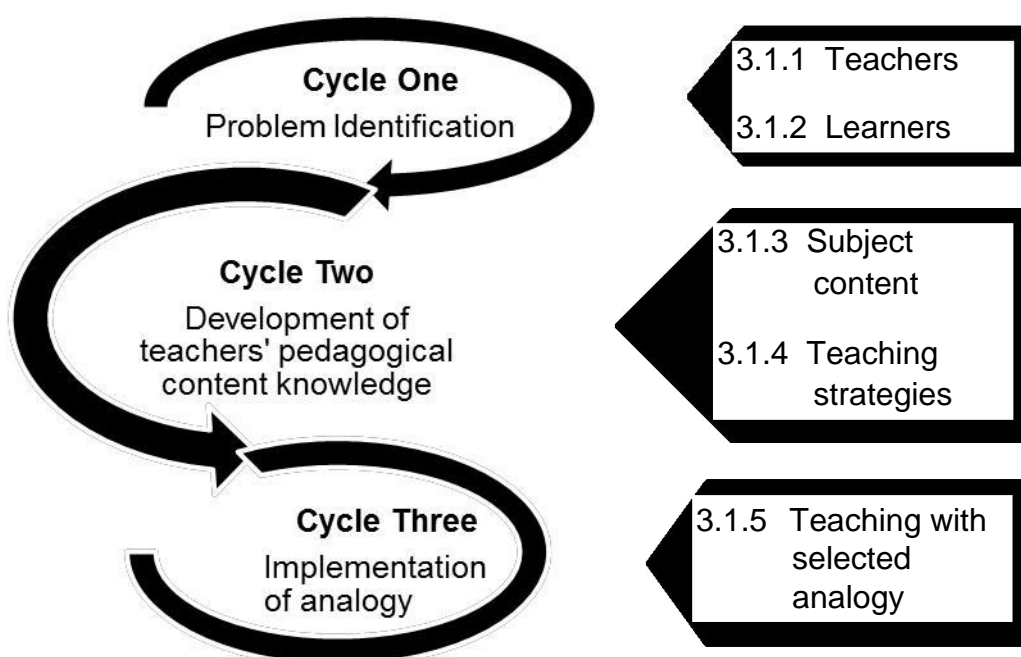 Cycle One
Problem Identification
3.1.1 Teachers
3.1.2 Learners
Cycle Two
Development of
teachers' pedagogical
content knowledge
3.1.3 Subject
content
3.1.4 Teaching
strategies
Cycle Three
Implementation
of analogy
3.1.5 Teaching with
selected
analogy